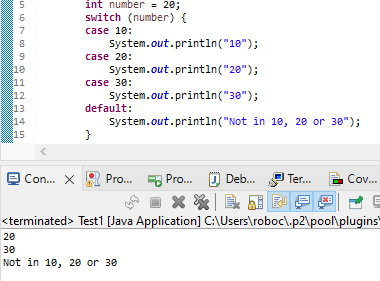 5 int number = 20;
6 switch (number) {
7 case 10:
8 System.out.println("10");
9 case 20:
10 System.out.println("20");
11 case 30:
12 System.out.println("30");
13 default:
14 System.out.println("Not in 10, 20 or 30");
15 }
Con... Pro... Pro... Deb... Ter... Cov
<terminated> Test1 [Java Application] C:\Users\roboc\.p2\pool\plugins\
20
30
Not in 10, 20 or 30